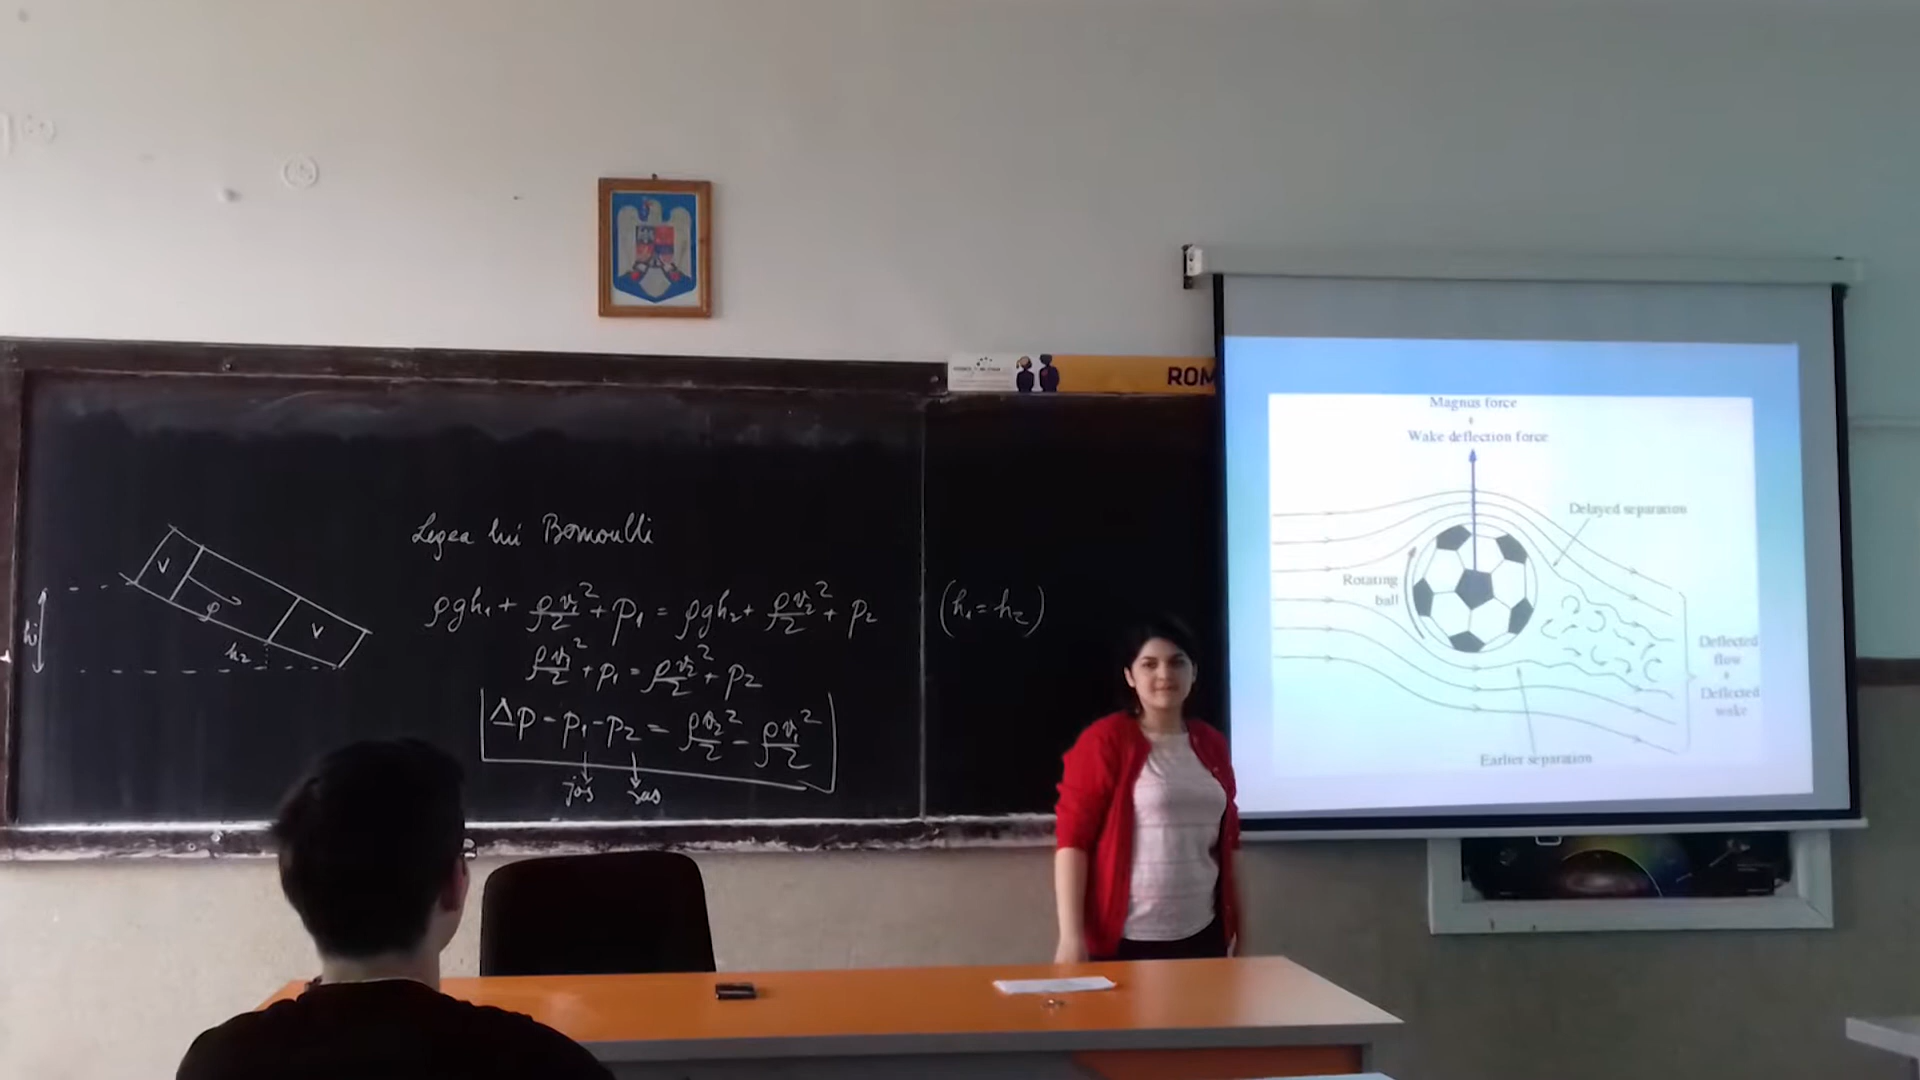 ROM
Legea lui Bernoulli
ρgh₁ + ρv₁²/2 + p₁ = ρgh₂ + ρv₂²/2 + p₂ (h₁=h₂)
ρv₁²/2 + p₁ = ρv₂²/2 + p₂
Δp = p₁ - p₂ = ρv₂²/2 - ρv₁²/2
jos sus
V
V
h₂
Magnus force
+
Wake deflection force
Delayed separation
Rotating
ball
Deflected
flow
+
Deflected
wake
Earlier separation